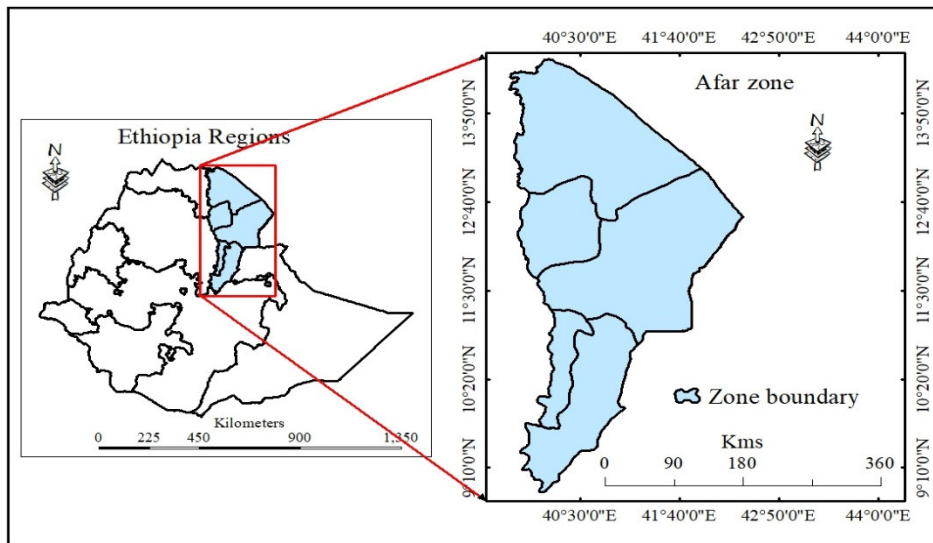 Ethiopia Regions
N
Kilometers
0 225 450 900 1,350
40°30'0"E 41°40'0"E 42°50'0"E 44°0'0"E
Afar zone
N
13°50'0"N
12°40'0"N
11°30'0"N
10°20'0"N
9°10'0"N
13°50'0"N
12°40'0"N
11°30'0"N
10°20'0"N
9°10'0"N
Zone boundary
Kms
0 90 180 360
40°30'0"E 41°40'0"E 42°50'0"E 44°0'0"E